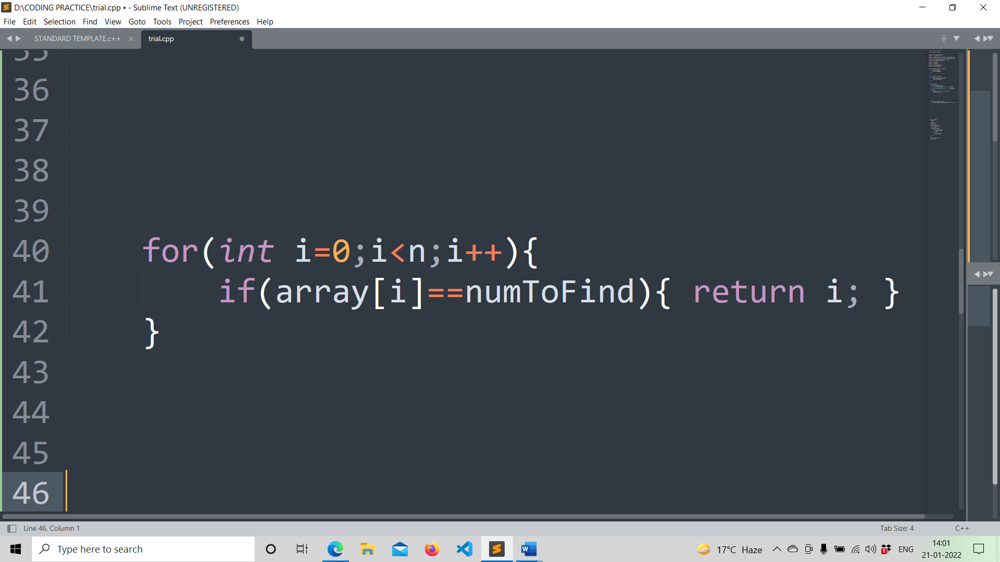 D:\CODING PRACTICE\trial.cpp • - Sublime Text (UNREGISTERED)
File Edit Selection Find View Goto Tools Project Preferences Help
STANDARD TEMPLATE.c++ trial.cpp
35
36
37
38
39
40 for(int i=0;i<n;i++){
41 if(array[i]==numToFind){ return i; }
42 }
43
44
45
46
Line 46, Column 1 Tab Size: 4 C++
Type here to search 17°C Haze 1 ENG 14:01
21-01-2022